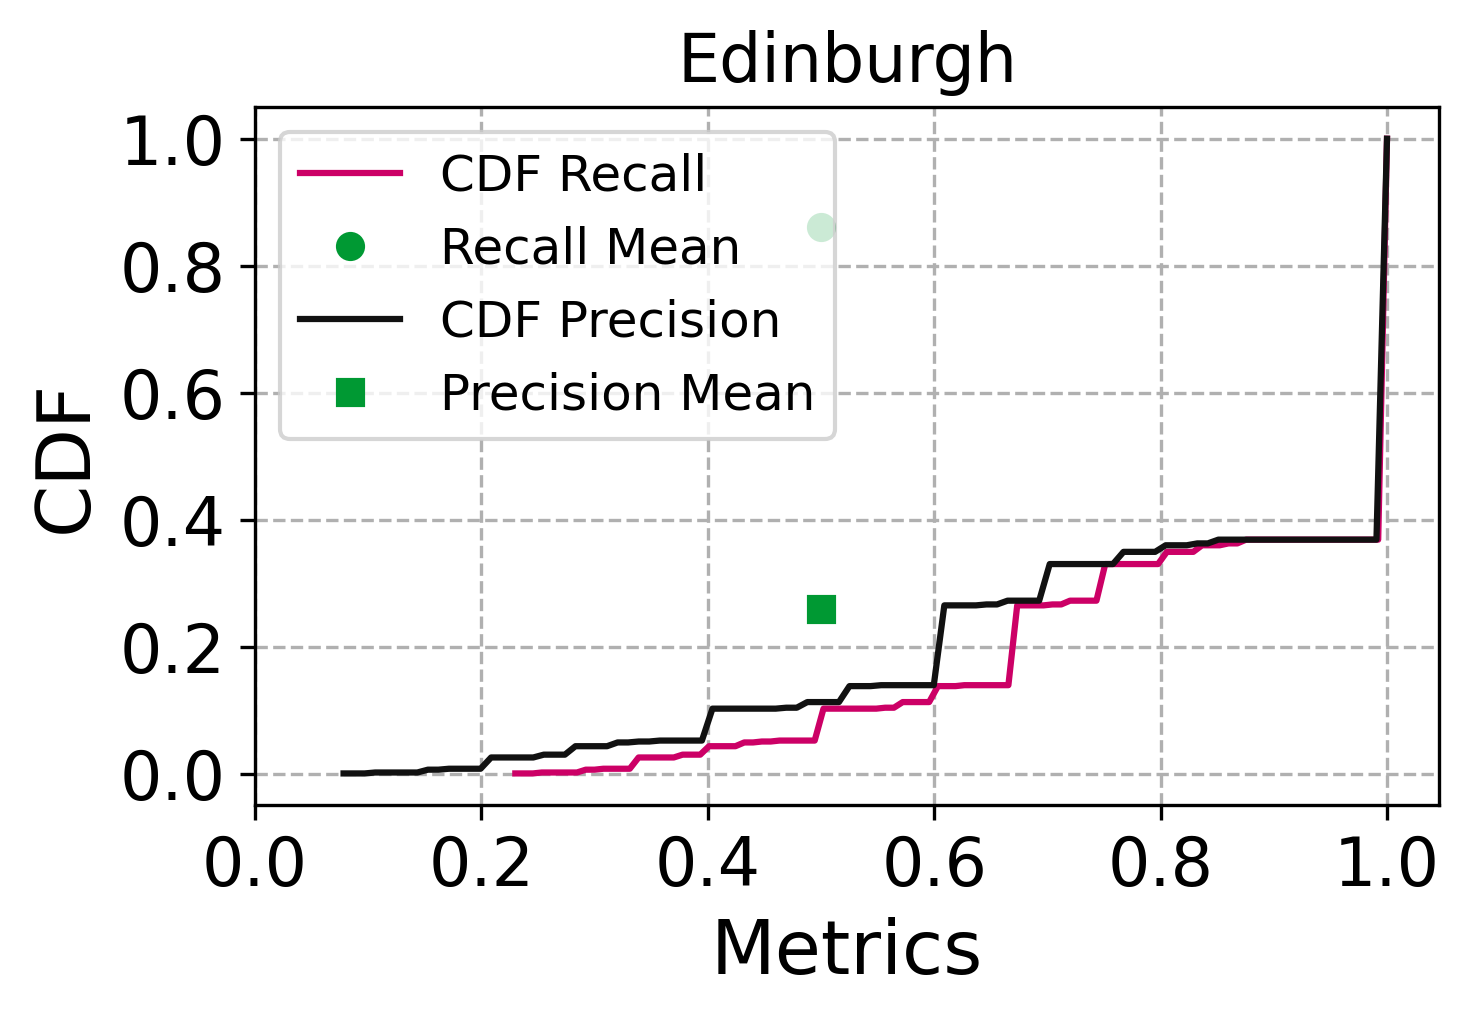 Edinburgh
1.0
0.8
0.6
0.4
0.2
0.0
CDF
CDF Recall
Recall Mean
CDF Precision
Precision Mean
0.0 0.2 0.4 0.6 0.8 1.0
Metrics